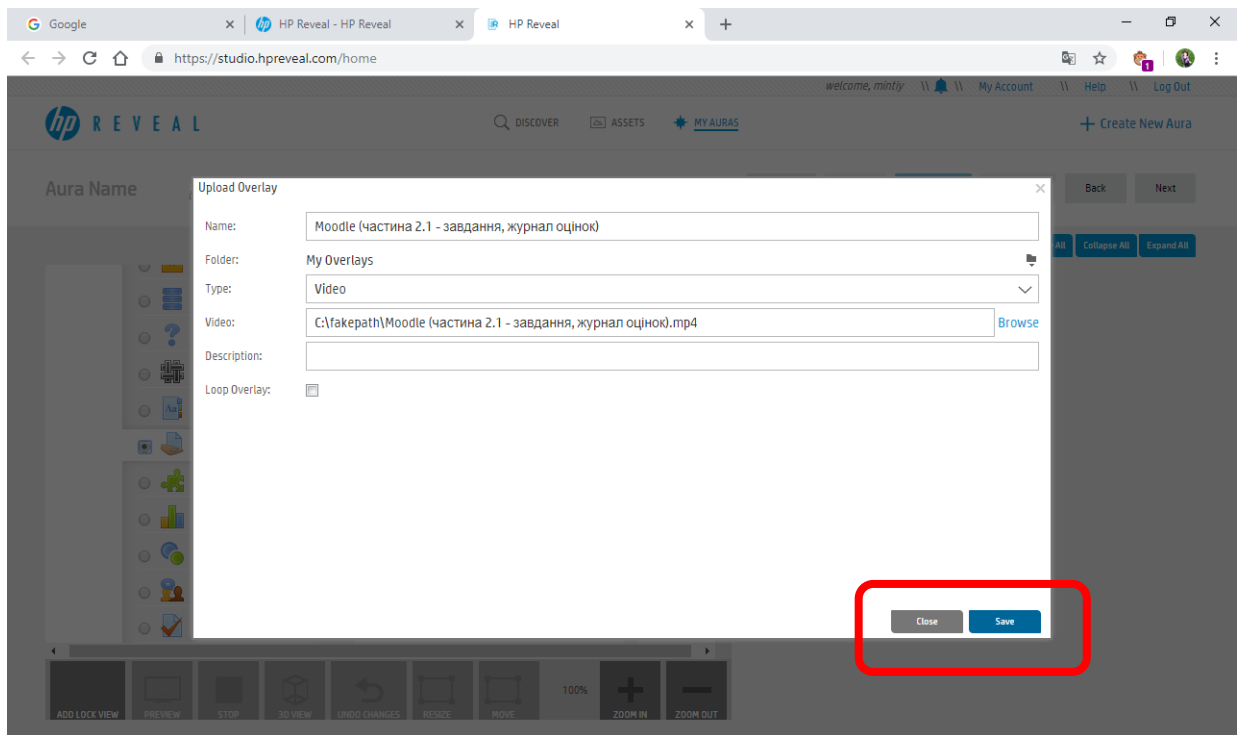 Google HP Reveal - HP Reveal HP Reveal
https://studio.hpreveal.com/home 1
welcome, mintiy \\ \\ My Account \\ Help \\ Log Out
hp REVEAL DISCOVER ASSETS MY AURAS + Create New Aura
Aura Name Upload Overlay Back Next
Name: Moodle (частина 2.1 - завдання, журнал оцінок)
All Collapse All Expand All
Folder: My Overlays
Type: Video
Video: C:\fakepath\Moodle (частина 2.1 - завдання, журнал оцінок).mp4 Browse
Description:
Loop Overlay:
Aa
Close Save
100%
ADD LOCK VIEW PREVIEW STOP 3D VIEW UNDO CHANGES RESIZE MOVE ZOOM IN ZOOM OUT